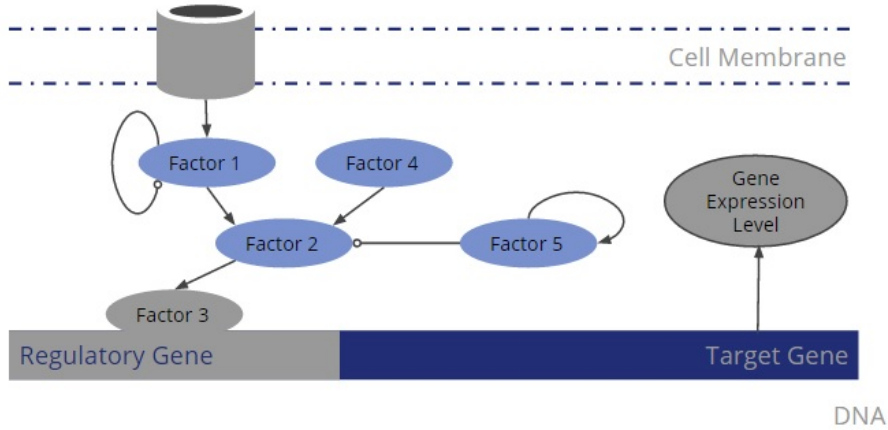 Cell Membrane
Factor 1
Factor 4
Gene
Expression
Level
Factor 2
Factor 5
Factor 3
Regulatory Gene
Target Gene
DNA